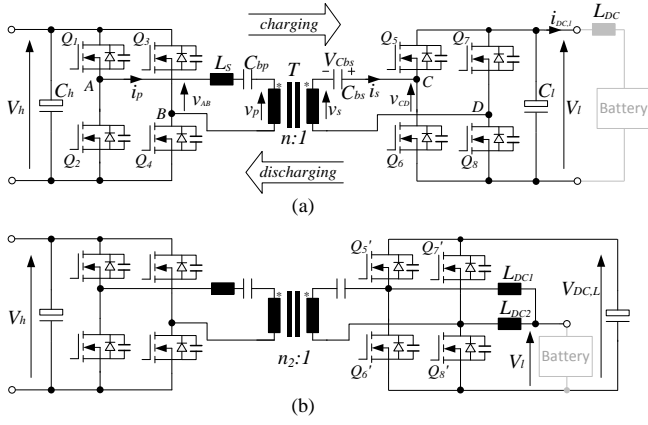 charging
Q1 Q3 LS Cbp T VCbs Q5 Q7 iDC,l LDC
A ip * * − + Cbs is C
Vh Ch B vAB vp vs vCD D Cl Vl Battery
Q2 Q4 n:1 Q6 Q8
discharging
(a)
Q5' Q7' LDC1
Vh * * LDC2 VDC,L
n2:1 Q6' Q8' Vl Battery
(b)